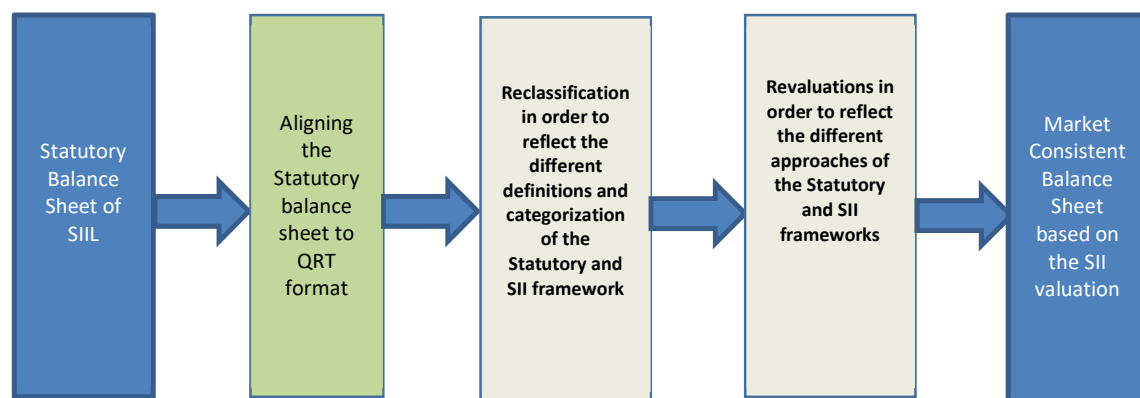 Statutory
Balance
Sheet of
SIIL
Aligning
the
Statutory
balance
sheet to
QRT
format
Reclassification
in order to
reflect the
different
definitions and
categorization
of the
Statutory and
SII framework
Revaluations in
order to reflect
the different
approaches of
the Statutory
and SII
frameworks
Market
Consistent
Balance
Sheet
based on
the SII
valuation